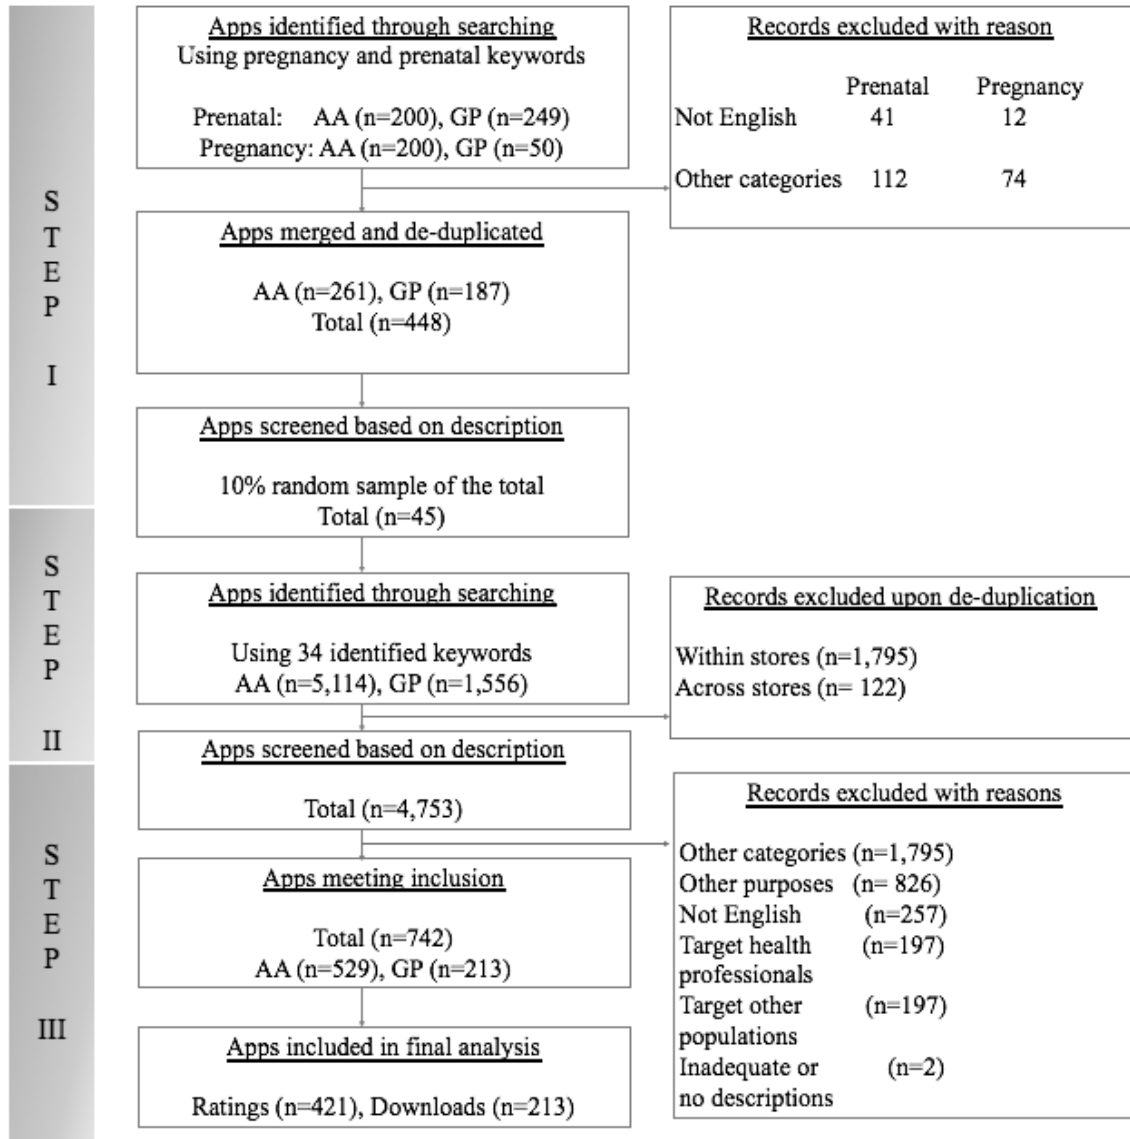 STEP I
Apps identified through searching
Using pregnancy and prenatal keywords
Prenatal: AA (n=200), GP (n=249)
Pregnancy: AA (n=200), GP (n=50)
Records excluded with reason
Prenatal Pregnancy
Not English 41 12
Other categories 112 74
Apps merged and de-duplicated
AA (n=261), GP (n=187)
Total (n=448)
Apps screened based on description
10% random sample of the total
Total (n=45)
STEP II
Apps identified through searching
Using 34 identified keywords
AA (n=5,114), GP (n=1,556)
Records excluded upon de-duplication
Within stores (n=1,795)
Across stores (n= 122)
Apps screened based on description
Total (n=4,753)
STEP III
Records excluded with reasons
Other categories (n=1,795)
Other purposes (n= 826)
Not English (n=257)
Target health (n=197)
professionals
Target other (n=197)
populations
Inadequate or (n=2)
no descriptions
Apps meeting inclusion
Total (n=742)
AA (n=529), GP (n=213)
Apps included in final analysis
Ratings (n=421), Downloads (n=213)